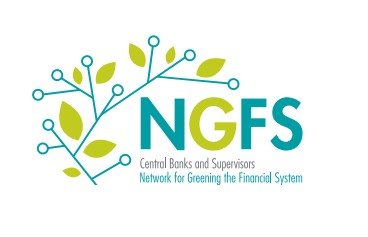 NGFS
Central Banks and Supervisors
Network for Greening the Financial System